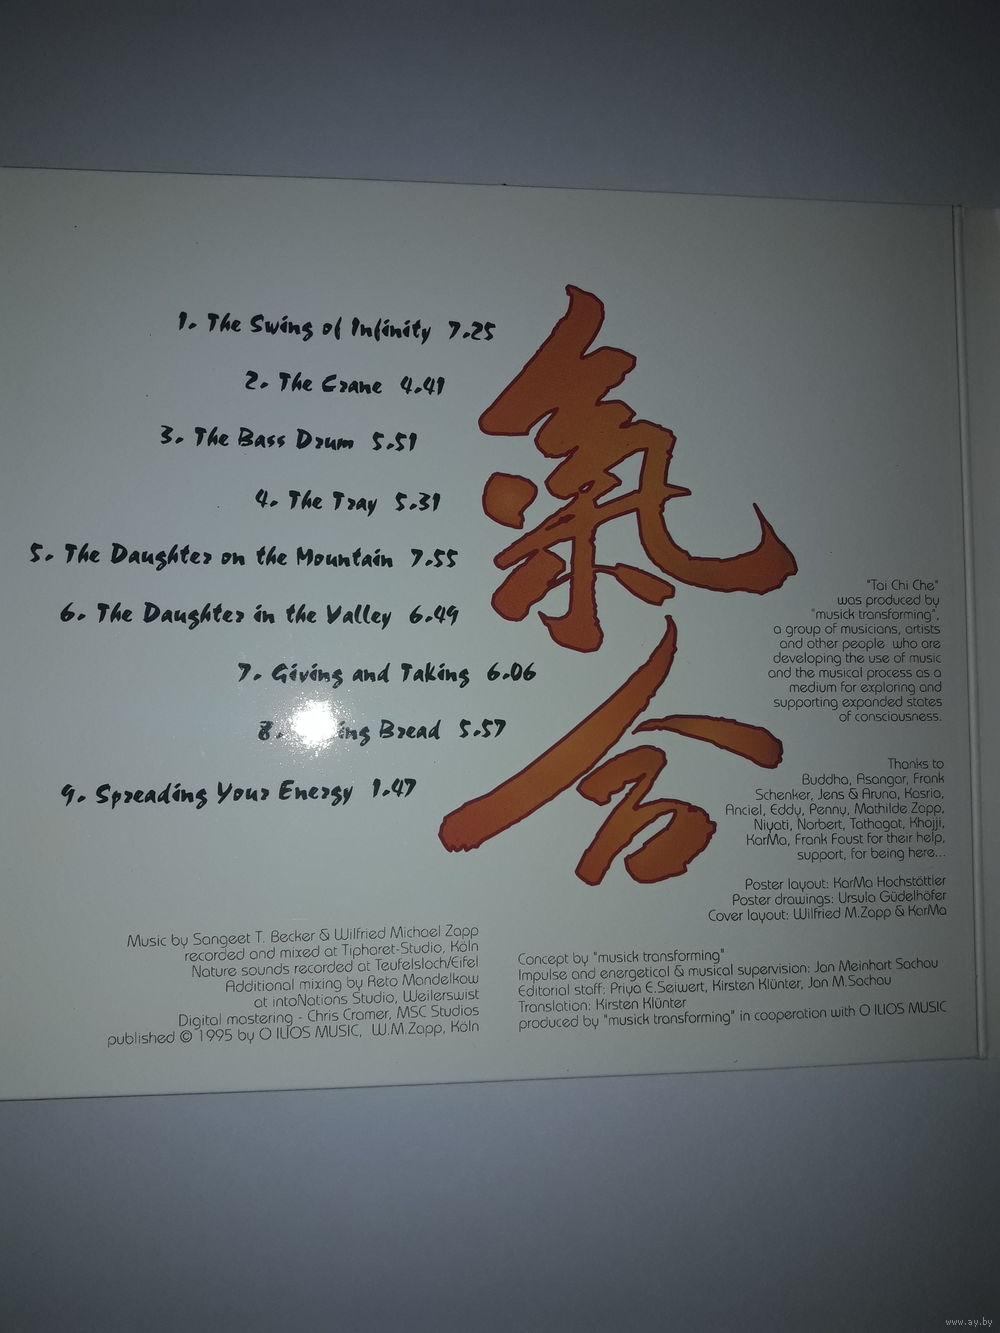 1. The Swing of Infinity 7.25
2. The Crane 4.41
3. The Bass Drum 5.51
4. The Tray 5.31
5. The Daughter on the Mountain 7.55
6. The Daughter in the Valley 6.49
7. Giving and Taking 6.06
8. Bread 5.57
9. Spreading Your Energy 1.47
氣
合
"Tai Chi Che"
was produced by
"musick transforming",
a group of musicians, artists
and other people who are
developing the use of music
and the musical process as a
medium for exploring and
supporting expanded states
of consciousness.
Thanks to
Buddha, Asangar, Frank
Schenker, Jens & Aruna, Kasria,
Anciel, Eddy, Penny, Mathilde Zapp,
Niyati, Norbert, Tathagat, Khojji,
KarMa, Frank Faust for their help,
support, for being here...
Poster layout: KarMa Hochstättler
Poster drawings: Ursula Güdelhöfer
Cover layout: Wilfried M.Zapp & KarMa
Music by Sangeet T. Becker & Wilfried Michael Zapp
recorded and mixed at Tipharet-Studio, Köln
Nature sounds recorded at Teufelsloch/Eifel
Additional mixing by Reto Mandelkow
at intoNations Studio, Weilerswist
Digital mastering - Chris Cramer, MSC Studios
published © 1995 by O ILIOS MUSIC, W.M.Zapp, Köln
Concept by "musick transforming"
Impulse and energetical & musical supervision: Jan Meinhart Sachau
Editorial staff: Priya E.Seiwert, Kirsten Klünter, Jan M.Sachau
Translation: Kirsten Klünter
produced by "musick transforming" in cooperation with O ILIOS MUSIC
www.ay.by